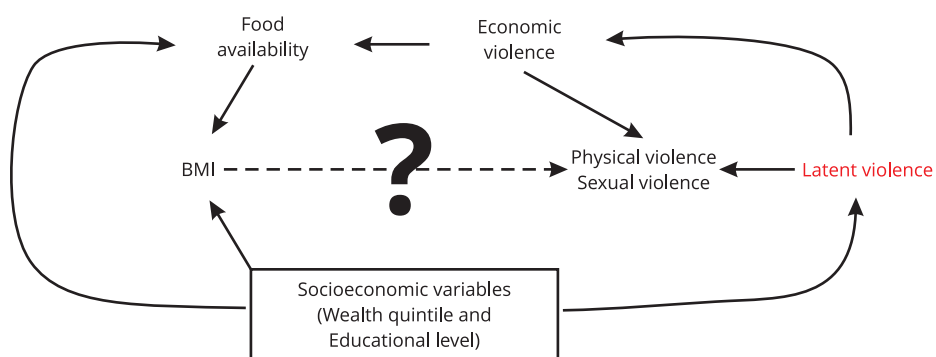 Food
availability
Economic
violence
BMI
?
Physical violence
Sexual violence
Latent violence
Socioeconomic variables
(Wealth quintile and
Educational level)